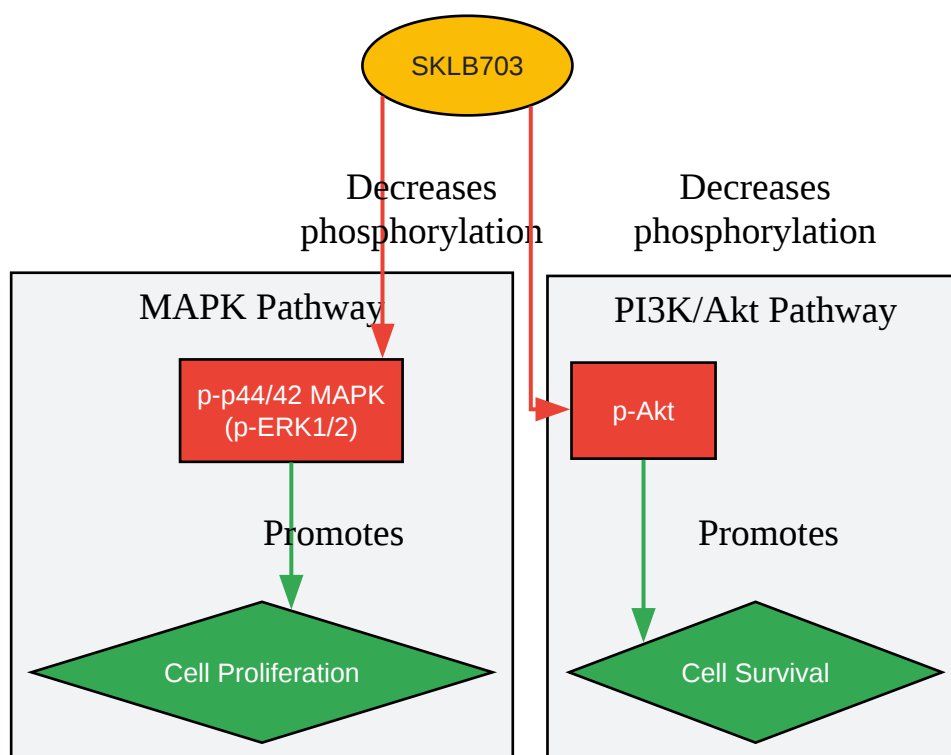 SKLB703
Decreases
phosphorylation
Decreases
phosphorylation
MAPK Pathway
PI3K/Akt Pathway
p-p44/42 MAPK
(p-ERK1/2)
p-Akt
Promotes
Promotes
Cell Proliferation
Cell Survival